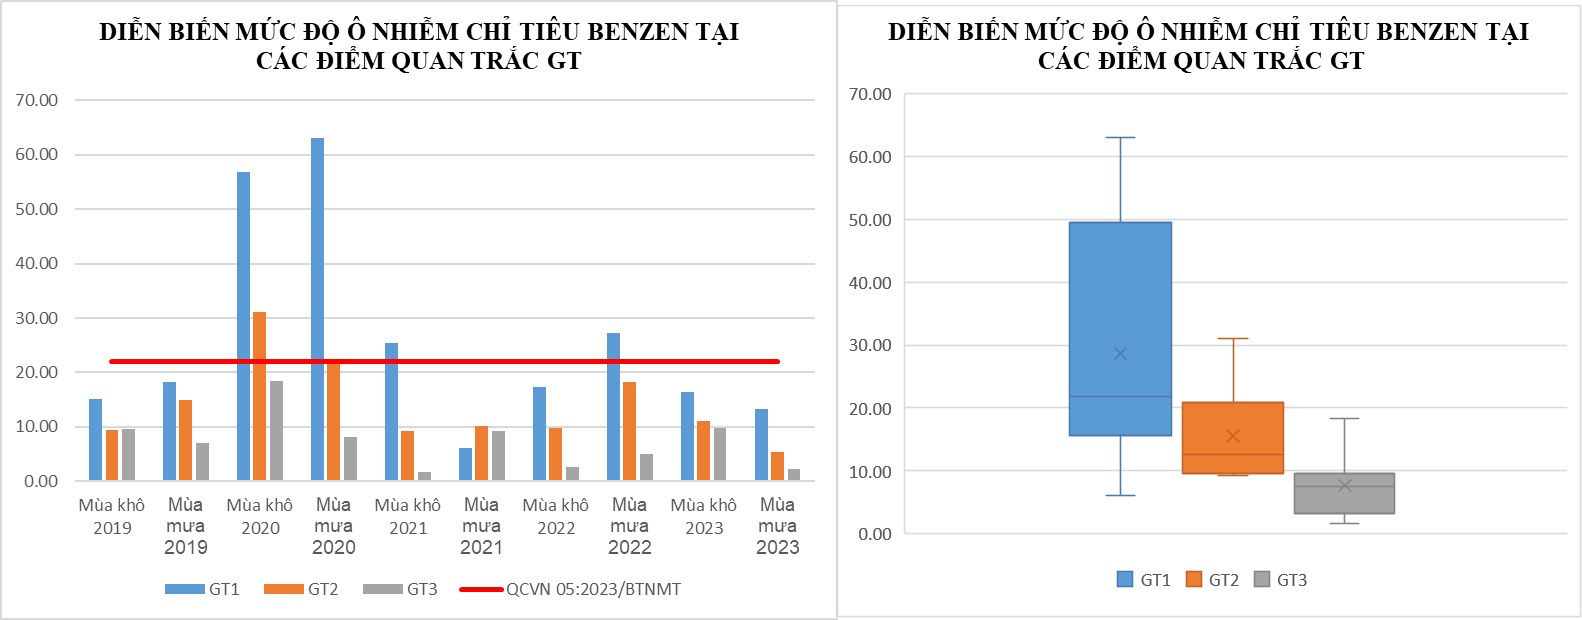 DIỄN BIẾN MỨC ĐỘ Ô NHIỄM CHỈ TIÊU BENZEN TẠI
CÁC ĐIỂM QUAN TRẮC GT
70.00
60.00
50.00
40.00
30.00
20.00
10.00
0.00
Mùa khô
2019
Mùa
mưa
2019
Mùa khô
2020
Mùa
mưa
2020
Mùa khô
2021
Mùa
mưa
2021
Mùa khô
2022
Mùa
mưa
2022
Mùa khô
2023
Mùa
mưa
2023
GT1 GT2 GT3 QCVN 05:2023/BTNMT
DIỄN BIẾN MỨC ĐỘ Ô NHIỄM CHỈ TIÊU BENZEN TẠI
CÁC ĐIỂM QUAN TRẮC GT
70.00
60.00
50.00
40.00
30.00
20.00
10.00
0.00
GT1 GT2 GT3